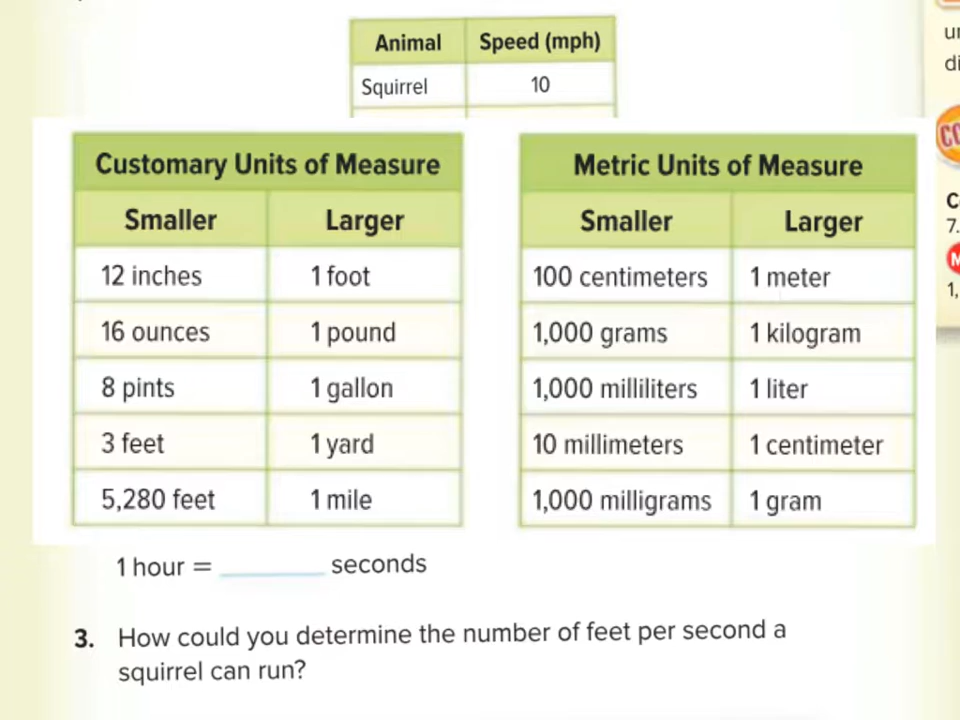 Animal Speed (mph)
Squirrel 10
Customary Units of Measure
Smaller Larger
12 inches 1 foot
16 ounces 1 pound
8 pints 1 gallon
3 feet 1 yard
5,280 feet 1 mile
Metric Units of Measure
Smaller Larger
100 centimeters 1 meter
1,000 grams 1 kilogram
1,000 milliliters 1 liter
10 millimeters 1 centimeter
1,000 milligrams 1 gram
1 hour = ________ seconds
3. How could you determine the number of feet per second a
squirrel can run?
7.
1,